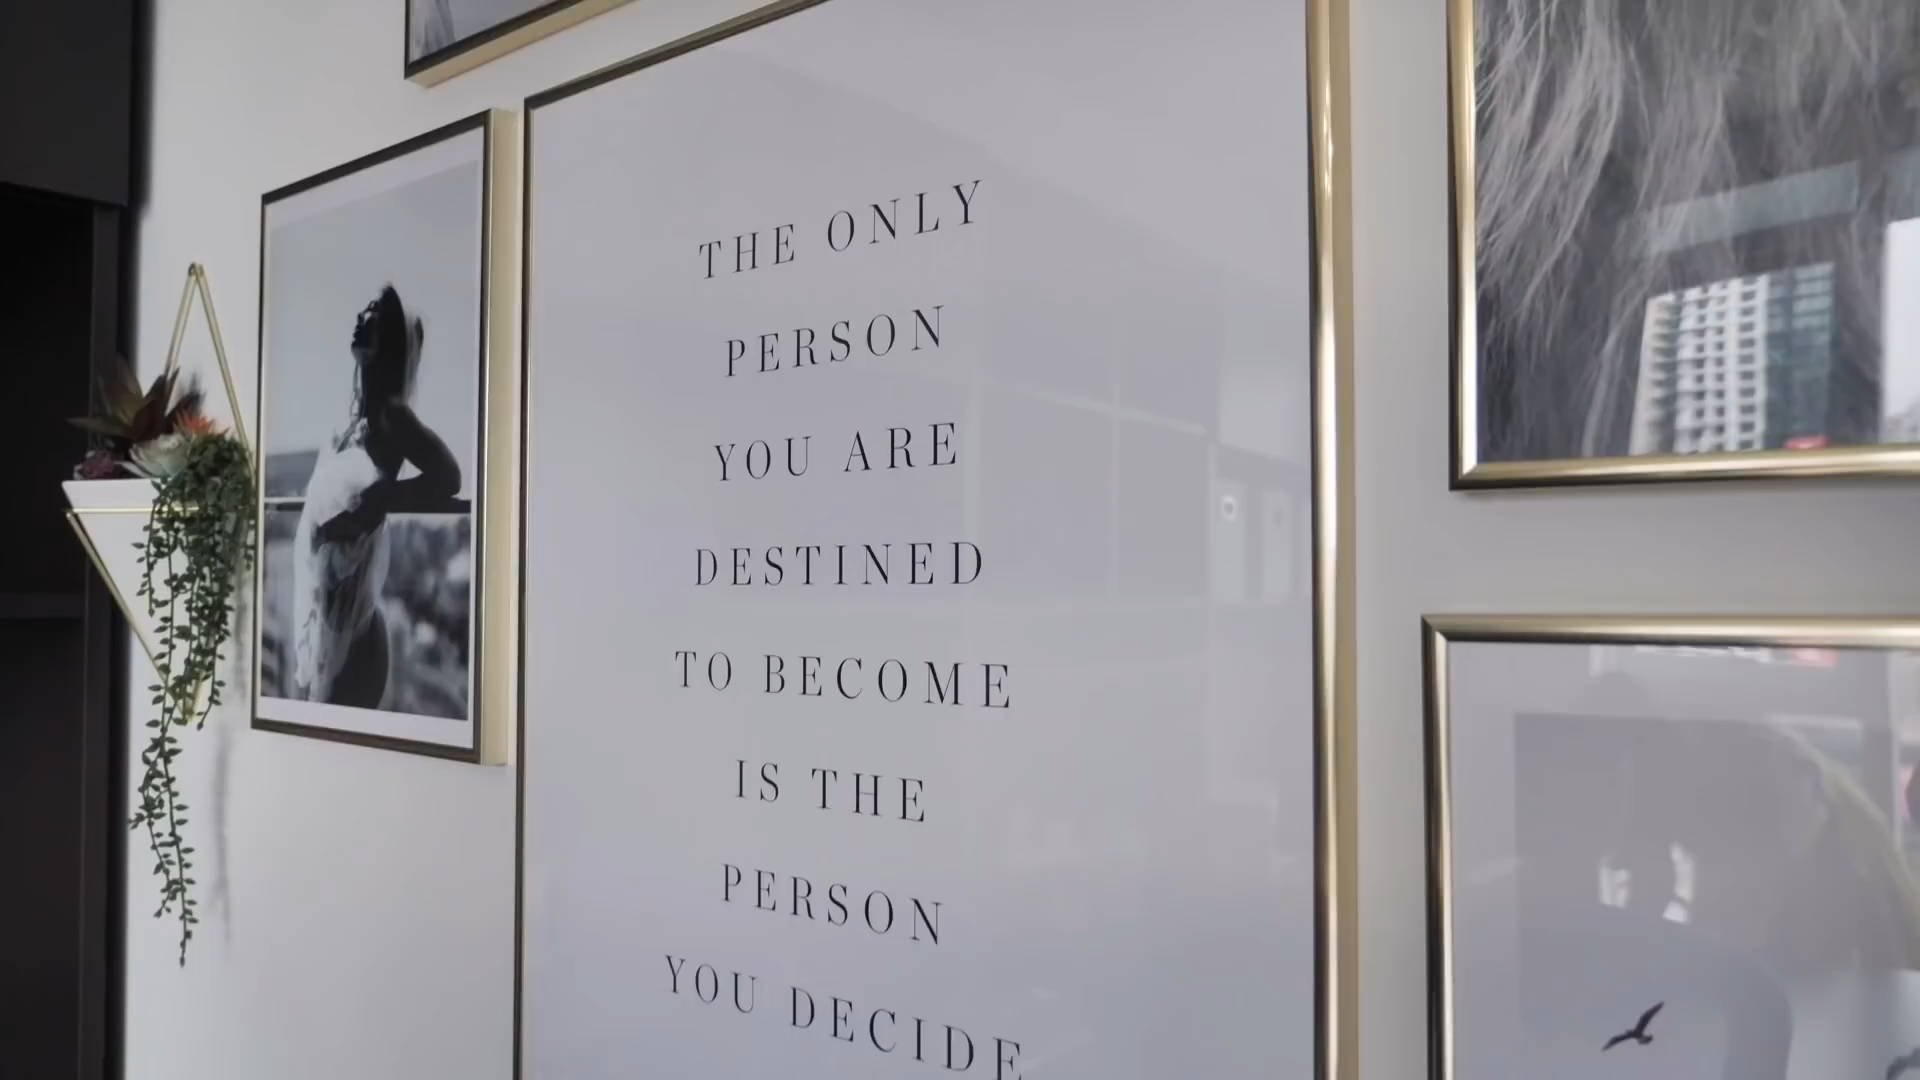 THE ONLY
PERSON
YOU ARE
DESTINED
TO BECOME
IS THE
PERSON
YOU DECIDE